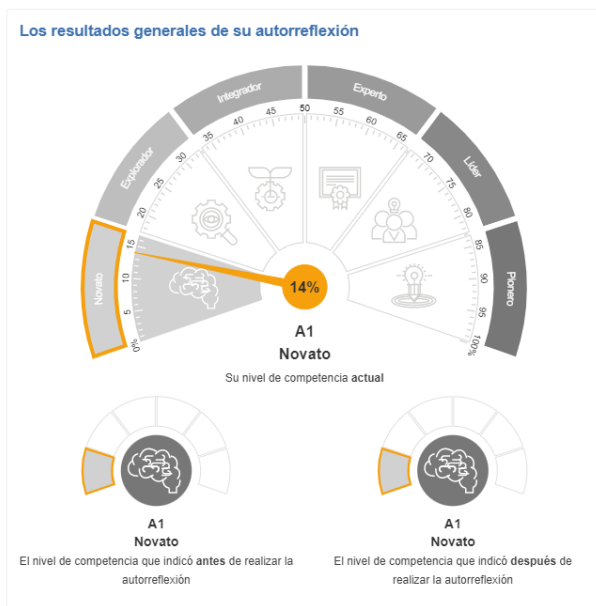 Los resultados generales de su autorreflexión
Novato
Explorador
Integrador
Experto
Líder
Pionero
0%
5
10
15
20
25
30
35
40
45
50
55
60
65
70
75
80
85
90
95
100%
14%
A1
Novato
Su nivel de competencia actual
A1
Novato
El nivel de competencia que indicó antes de realizar la
autorreflexión
A1
Novato
El nivel de competencia que indicó después de
realizar la autorreflexión